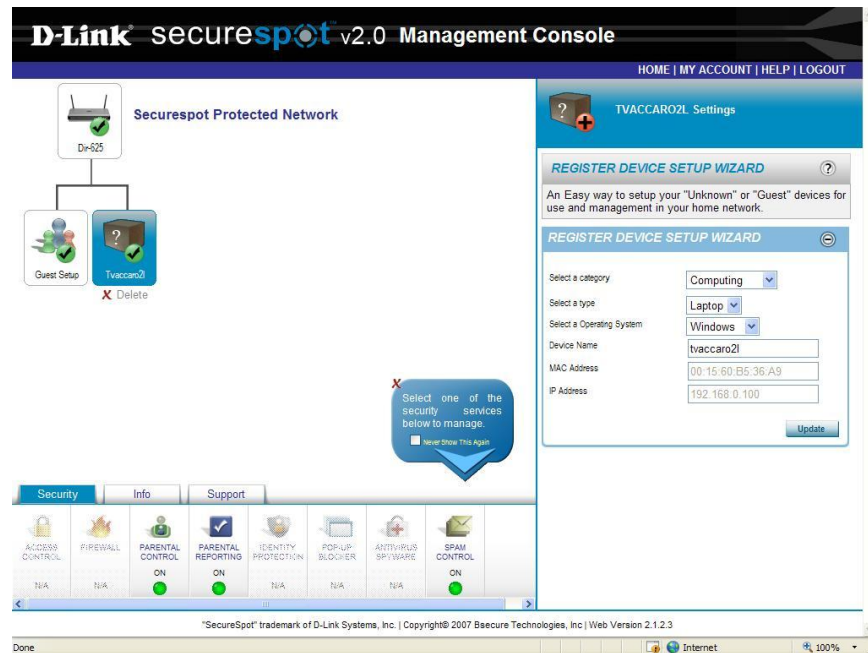 D-Link securespot™ v2.0 Management Console
HOME | MY ACCOUNT | HELP | LOGOUT
Dir-625
Securespot Protected Network
Guest Setup
Tvaccaro2l
X Delete
X
Select one of the
security services
below to manage.
Never Show This Again
Security
Info
Support
ACCESS CONTROL
N/A
FIREWALL
N/A
PARENTAL CONTROL
ON
PARENTAL REPORTING
ON
IDENTITY PROTECTION
N/A
POP-UP BLOCKER
N/A
ANTIVIRUS SPYWARE
N/A
SPAM CONTROL
ON
?
TVACCARO2L Settings
REGISTER DEVICE SETUP WIZARD
?
An Easy way to setup your "Unknown" or "Guest" devices for
use and management in your home network.
REGISTER DEVICE SETUP WIZARD
Select a category
Computing
Select a type
Laptop
Select a Operating System
Windows
Device Name
tvaccaro2l
MAC Address
00:15:60:B5:36:A9
IP Address
192.168.0.100
Update
"SecureSpot" trademark of D-Link Systems, Inc. | Copyright® 2007 Bsecure Technologies, Inc | Web Version 2.1.2.3
Done
Internet
100%